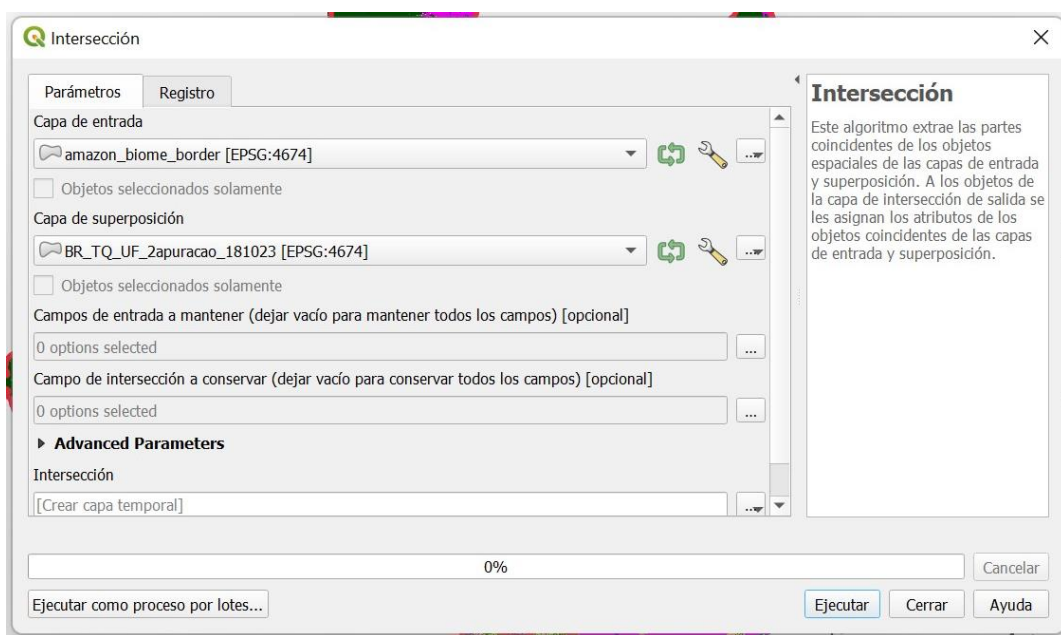 Intersección
Parámetros
Registro
Capa de entrada
amazon_biome_border [EPSG:4674]
Objetos seleccionados solamente
Capa de superposición
BR_TQ_UF_2apuracao_181023 [EPSG:4674]
Objetos seleccionados solamente
Campos de entrada a mantener (dejar vacío para mantener todos los campos) [opcional]
0 options selected
...
Campo de intersección a conservar (dejar vacío para conservar todos los campos) [opcional]
0 options selected
...
Advanced Parameters
Intersección
[Crear capa temporal]
Intersección
Este algoritmo extrae las partes
coincidentes de los objetos
espaciales de las capas de entrada
y superposición. A los objetos de
la capa de intersección de salida se
les asignan los atributos de los
objetos coincidentes de las capas
de entrada y superposición.
0%
Cancelar
Ejecutar como proceso por lotes...
Ejecutar
Cerrar
Ayuda